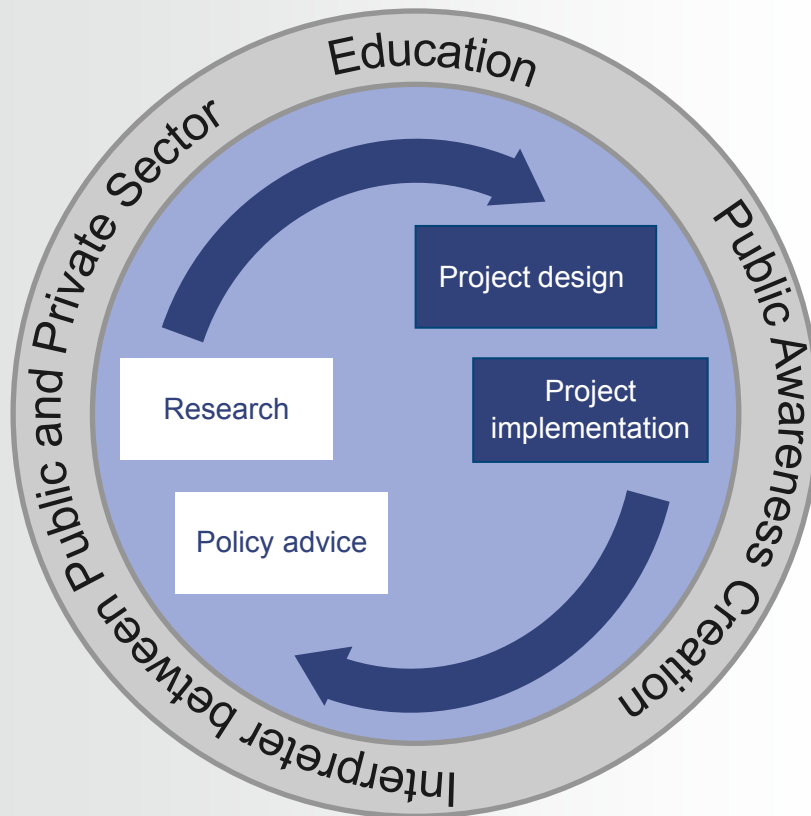 Education
Public Awareness Creation
Interpreter between Public and Private Sector
Project design
Project
implementation
Research
Policy advice